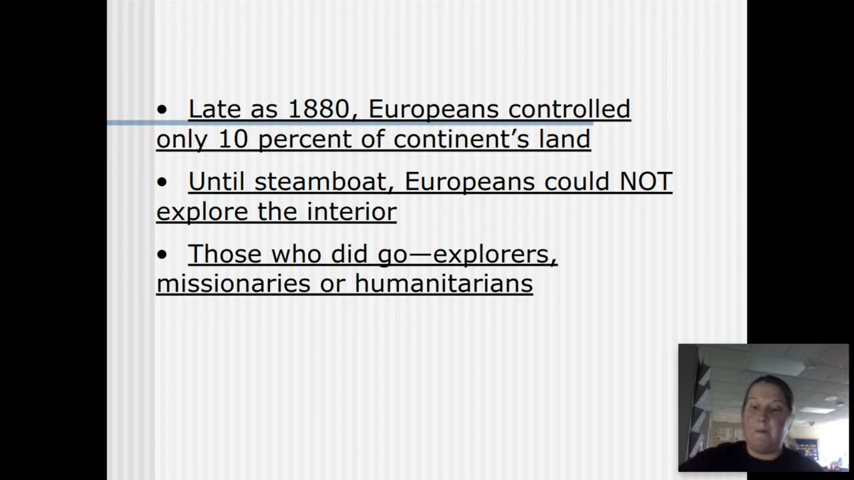 • Late as 1880, Europeans controlled
only 10 percent of continent's land
• Until steamboat, Europeans could NOT
explore the interior
• Those who did go—explorers,
missionaries or humanitarians